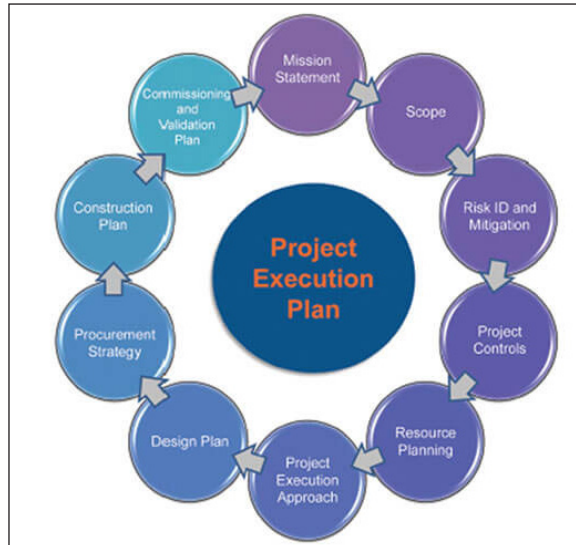 Mission
Statement
Scope
Risk ID and
Mitigation
Project
Controls
Resource
Planning
Project
Execution
Approach
Design Plan
Procurement
Strategy
Construction
Plan
Commissioning
and
Validation
Plan
Project
Execution
Plan